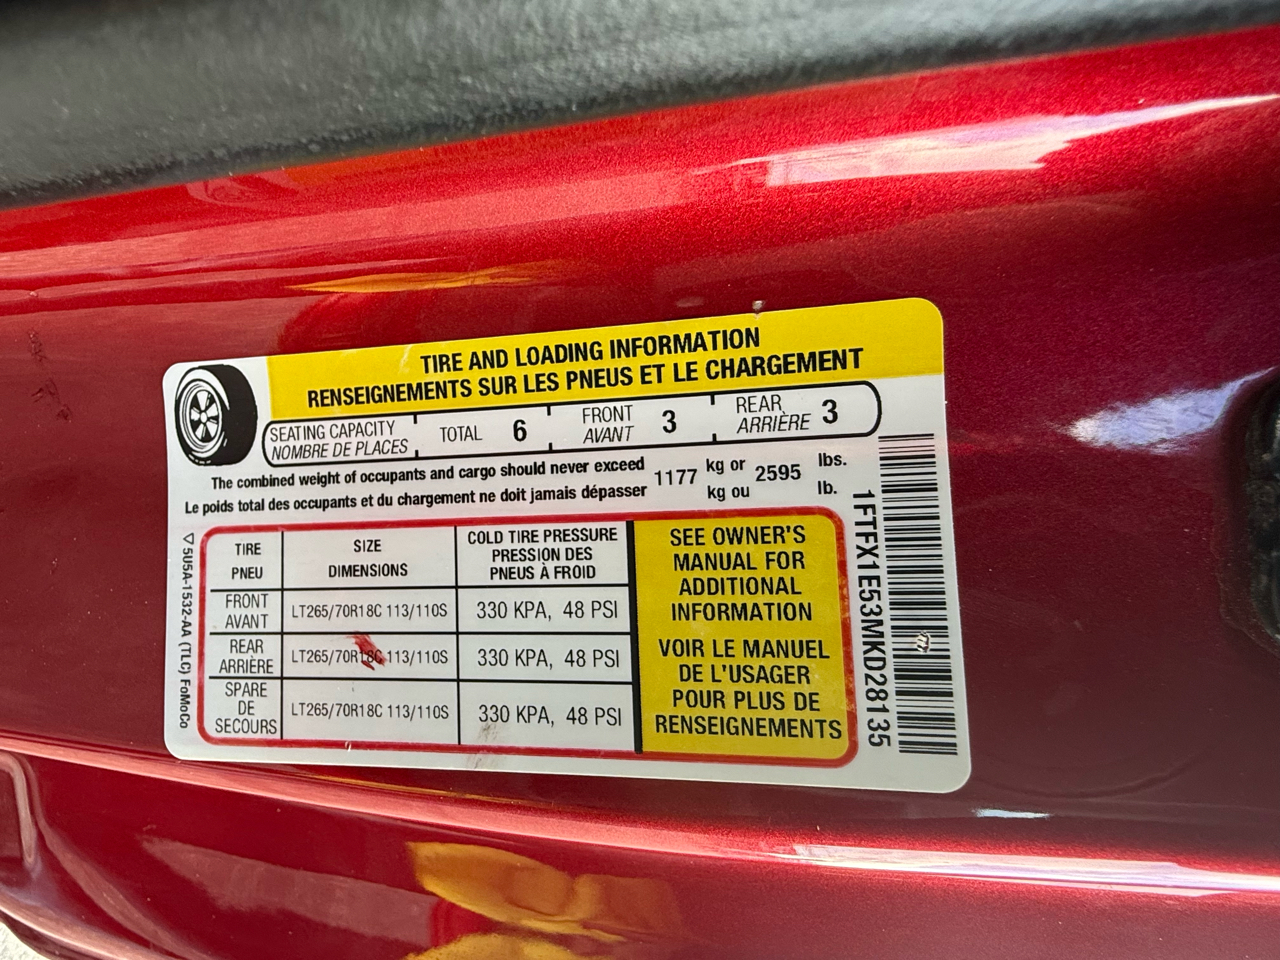 TIRE AND LOADING INFORMATION
RENSEIGNEMENTS SUR LES PNEUS ET LE CHARGEMENT
SEATING CAPACITY
NOMBRE DE PLACES
TOTAL 6
FRONT
AVANT
3
REAR
ARRIÈRE
3
The combined weight of occupants and cargo should never exceed
Le poids total des occupants et du chargement ne doit jamais dépasser
1177
kg or
kg ou
2595
lbs.
lb.
TIRE
PNEU
SIZE
DIMENSIONS
COLD TIRE PRESSURE
PRESSION DES
PNEUS À FROID
FRONT
AVANT
LT265/70R18C 113/110S
330 KPA, 48 PSI
REAR
ARRIÈRE
LT265/70R18C 113/110S
330 KPA, 48 PSI
SPARE
DE
SECOURS
LT265/70R18C 113/110S
330 KPA, 48 PSI
SEE OWNER'S
MANUAL FOR
ADDITIONAL
INFORMATION
VOIR LE MANUEL
DE L'USAGER
POUR PLUS DE
RENSEIGNEMENTS
5U5A-1532-AA (TLC) FoMoCo
1FTFX1E53MKD28135